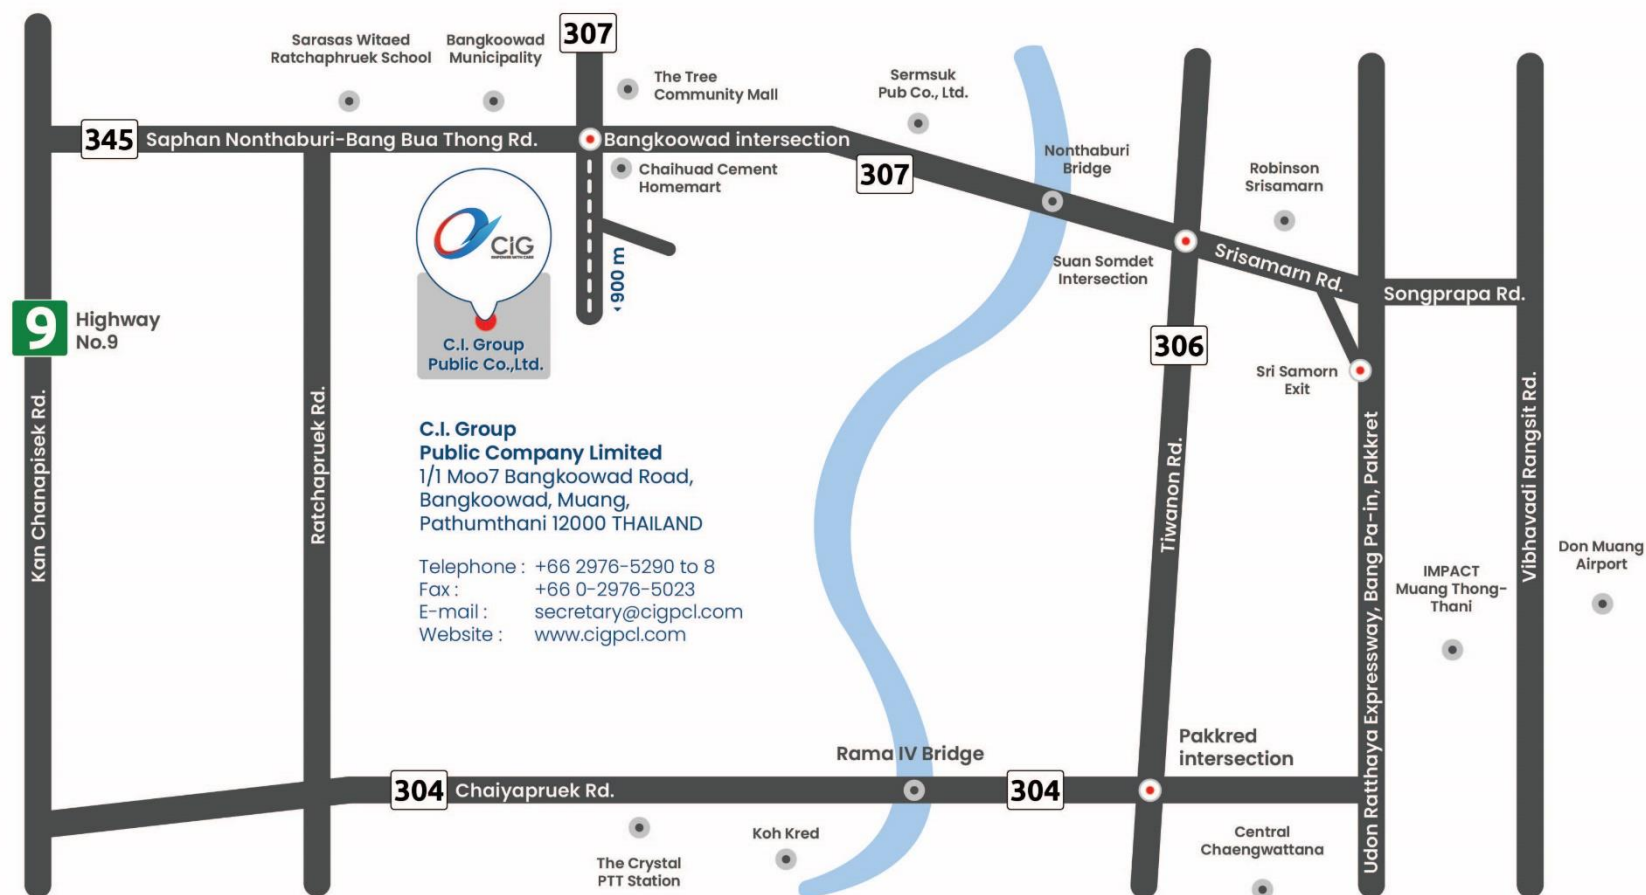 307
Sarasas Witaed
Ratchaphruek School
Bangkoowad
Municipality
The Tree
Community Mall
Sermsuk
Pub Co., Ltd.
345
Saphan Nonthaburi-Bang Bua Thong Rd.
Bangkoowad intersection
Chaihuad Cement
Homemart
307
Nonthaburi
Bridge
Robinson
Srisamarn
CiG
EMPOWER WITH CARE
900 m
Suan Somdet
Intersection
Srisamarn Rd.
Songprapa Rd.
9
Highway
No.9
C.I. Group
Public Co.,Ltd.
306
Sri Samorn
Exit
Kan Chanapisek Rd.
Ratchapruek Rd.
C.I. Group
Public Company Limited
1/1 Moo7 Bangkoowad Road,
Bangkoowad, Muang,
Pathumthani 12000 THAILAND
Telephone : +66 2976-5290 to 8
Fax : +66 0-2976-5023
E-mail : secretary@cigpcl.com
Website : www.cigpcl.com
Tiwanon Rd.
Udon Ratthaya Expressway, Bang Pa-in, Pakkret
Vibhavadi Rangsit Rd.
IMPACT
Muang Thong-
Thani
Don Muang
Airport
Rama IV Bridge
Pakkred
intersection
304
Chaiyapruek Rd.
304
The Crystal
PTT Station
Koh Kred
Central
Chaengwattana